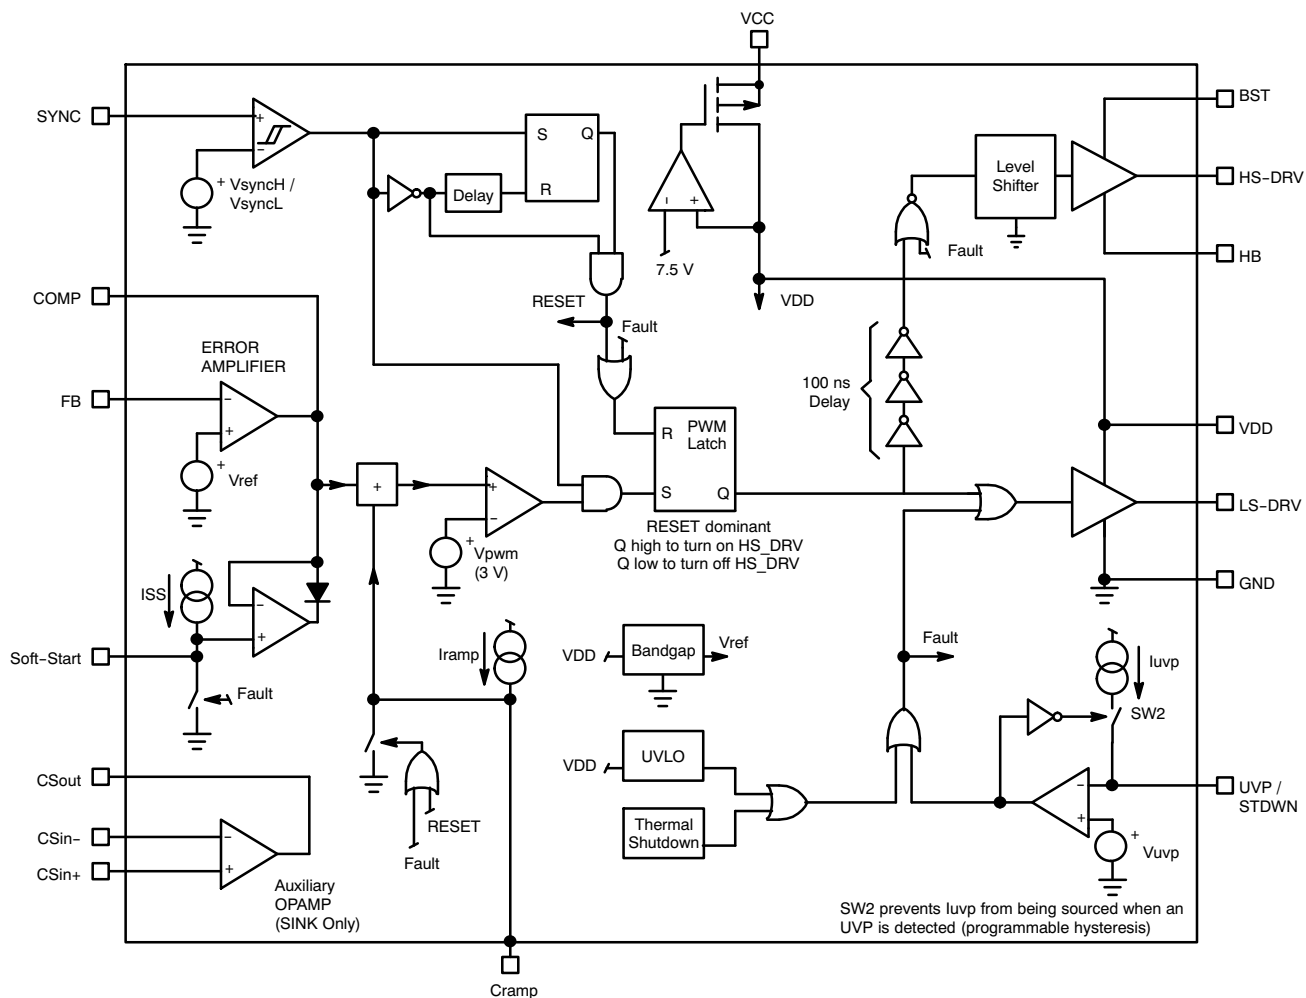 VCC
SYNC
+
−
+ VsyncH /
VsyncL
S Q
R
Delay
Level
Shifter
BST
HS−DRV
HB
− +
7.5 V
VDD
Fault
COMP
RESET
Fault
ERROR
AMPLIFIER
FB
−
+
+
Vref
100 ns
Delay
R
PWM
Latch
S Q
VDD
LS−DRV
GND
+
+
−
+
Vpwm
(3 V)
RESET dominant
Q high to turn on HS_DRV
Q low to turn off HS_DRV
ISS
−
+
Soft−Start
Fault
Iramp
VDD
Bandgap
Vref
Fault
Iuvp
SW2
VDD
UVLO
Thermal
Shutdown
−
+
UVP /
STDWN
+
Vuvp
CSout
CSin−
CSin+
−
+
RESET
Fault
Auxiliary
OPAMP
(SINK Only)
SW2 prevents Iuvp from being sourced when an
UVP is detected (programmable hysteresis)
Cramp